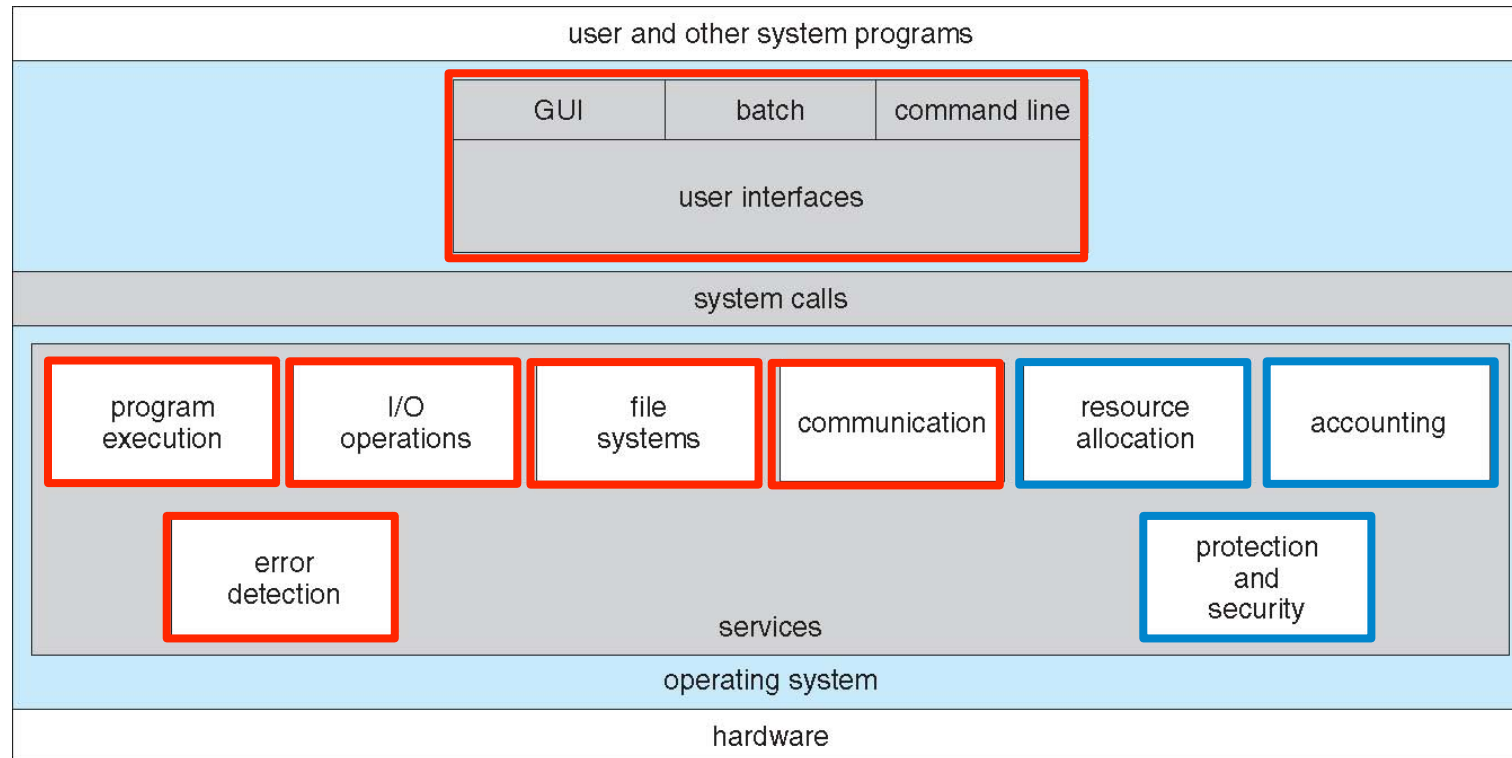 user and other system programs
GUI
batch
command line
user interfaces
system calls
program
execution
I/O
operations
file
systems
communication
resource
allocation
accounting
error
detection
protection
and
security
services
operating system
hardware